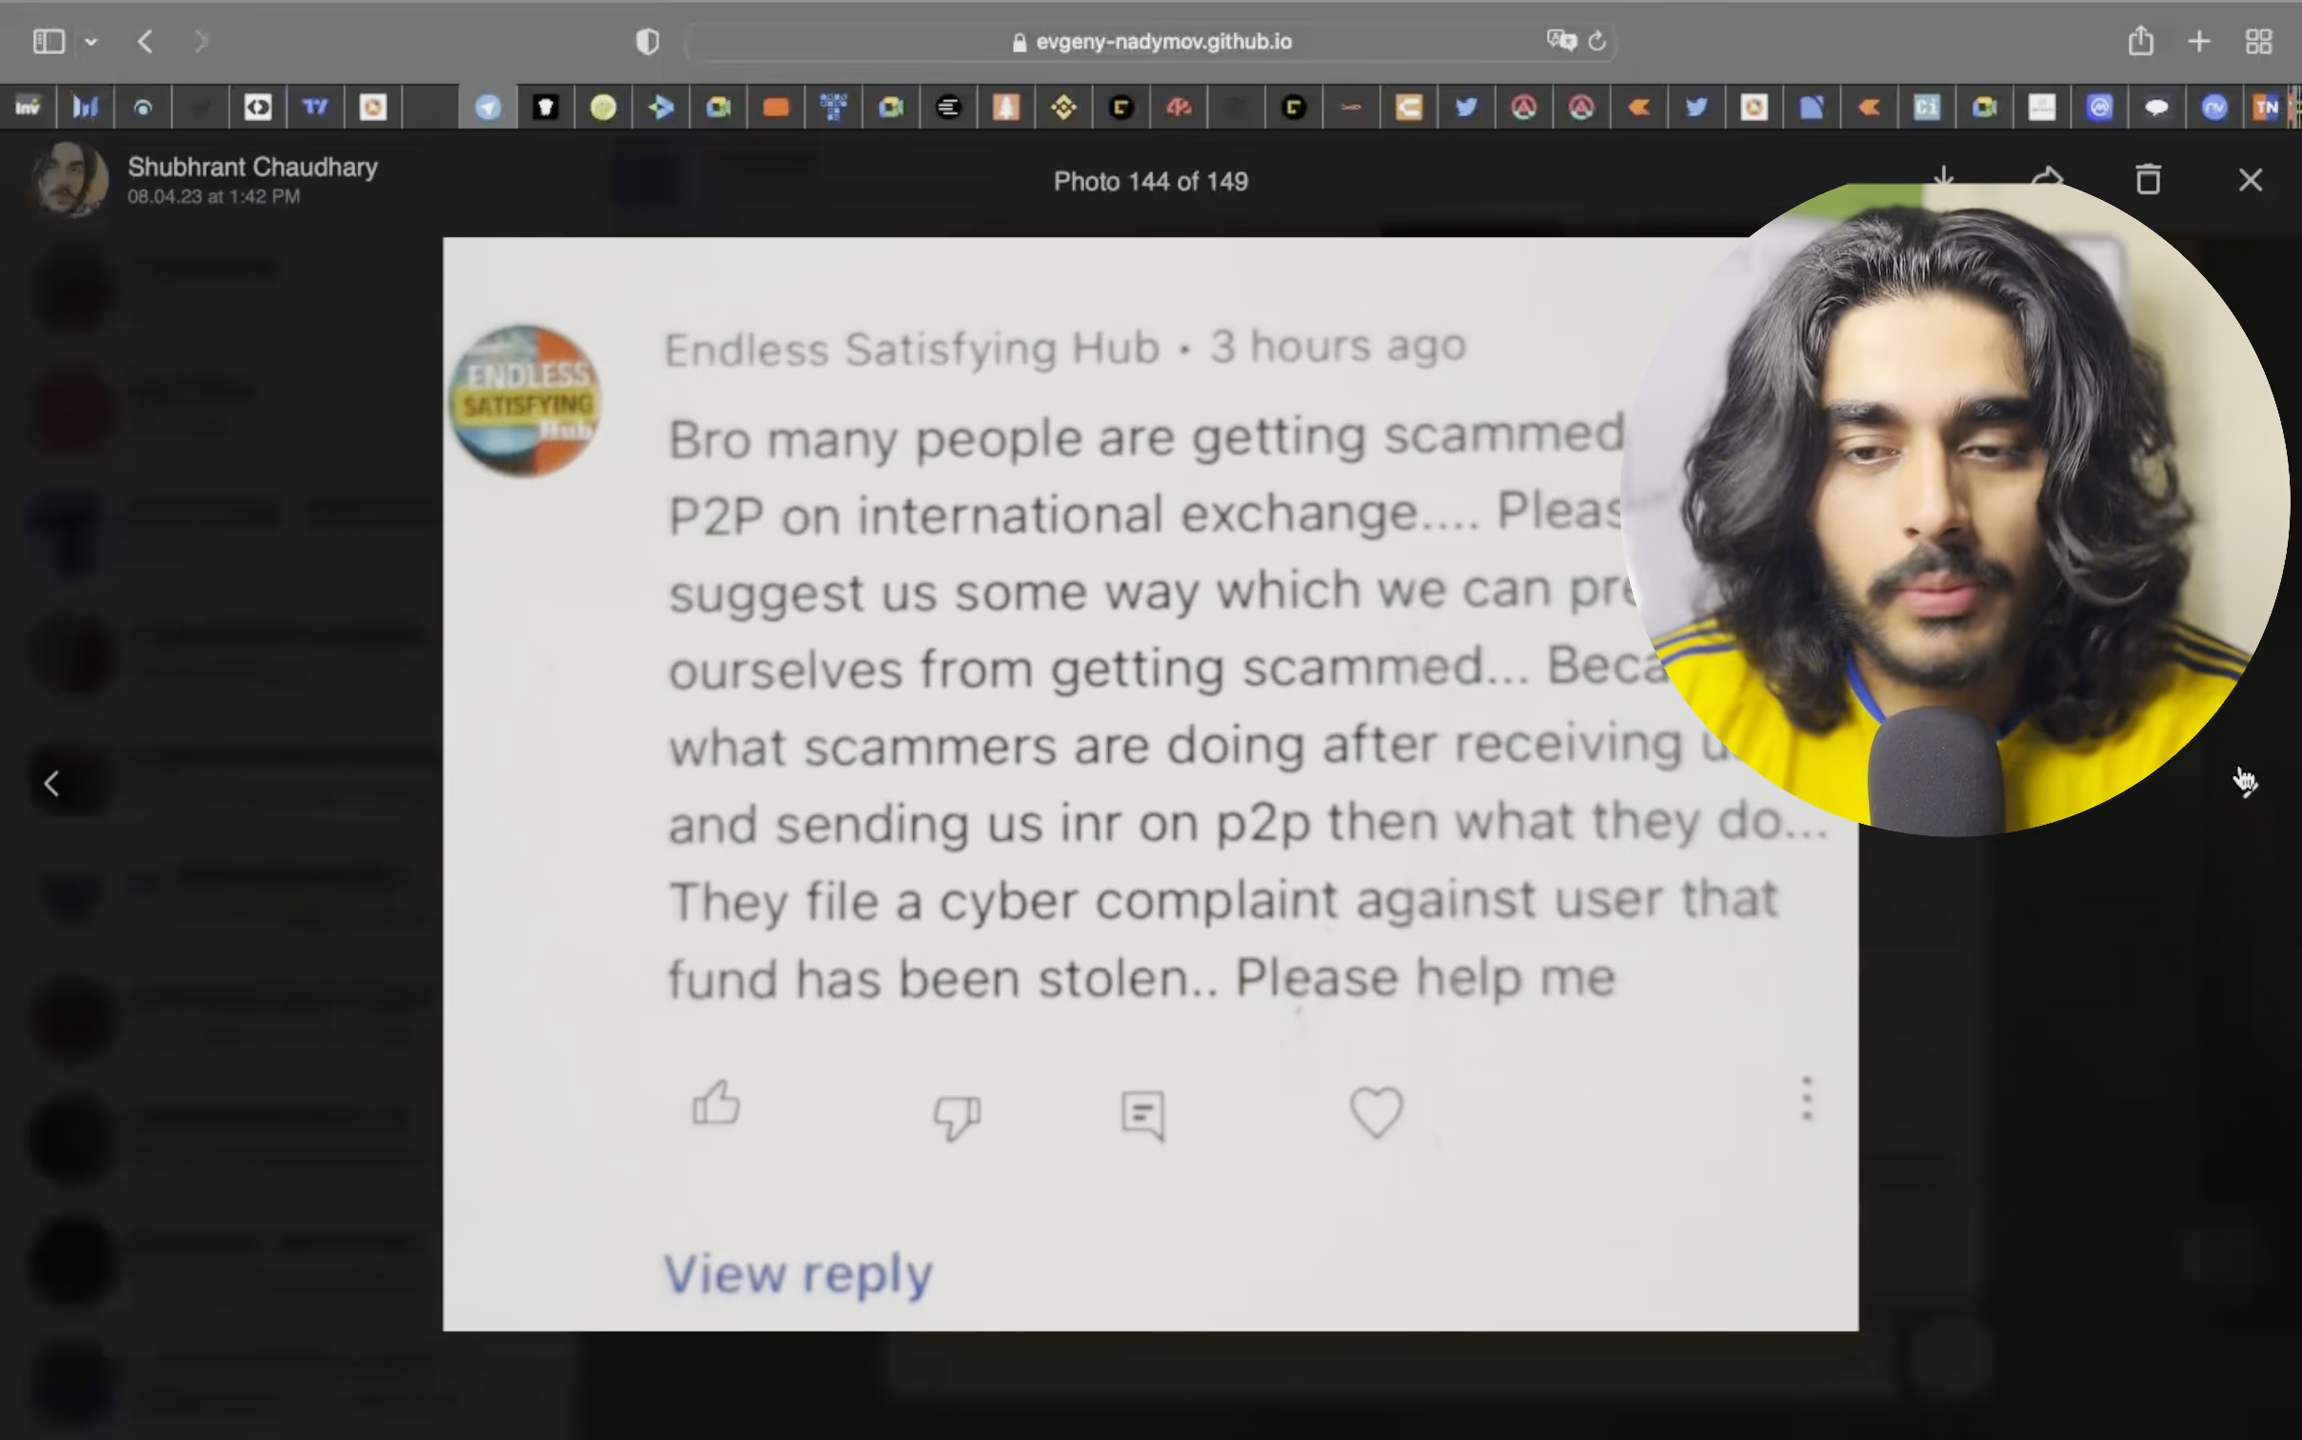 evgeny-nadymov.github.io
Shubhrant Chaudhary
08.04.23 at 1:42 PM
Photo 144 of 149
ENDLESS
SATISFYING
Hub
Endless Satisfying Hub • 3 hours ago
Bro many people are getting scammed
P2P on international exchange.... Pleas
suggest us some way which we can pre
ourselves from getting scammed... Beca
what scammers are doing after receiving u
and sending us inr on p2p then what they do...
They file a cyber complaint against user that
fund has been stolen.. Please help me
View reply